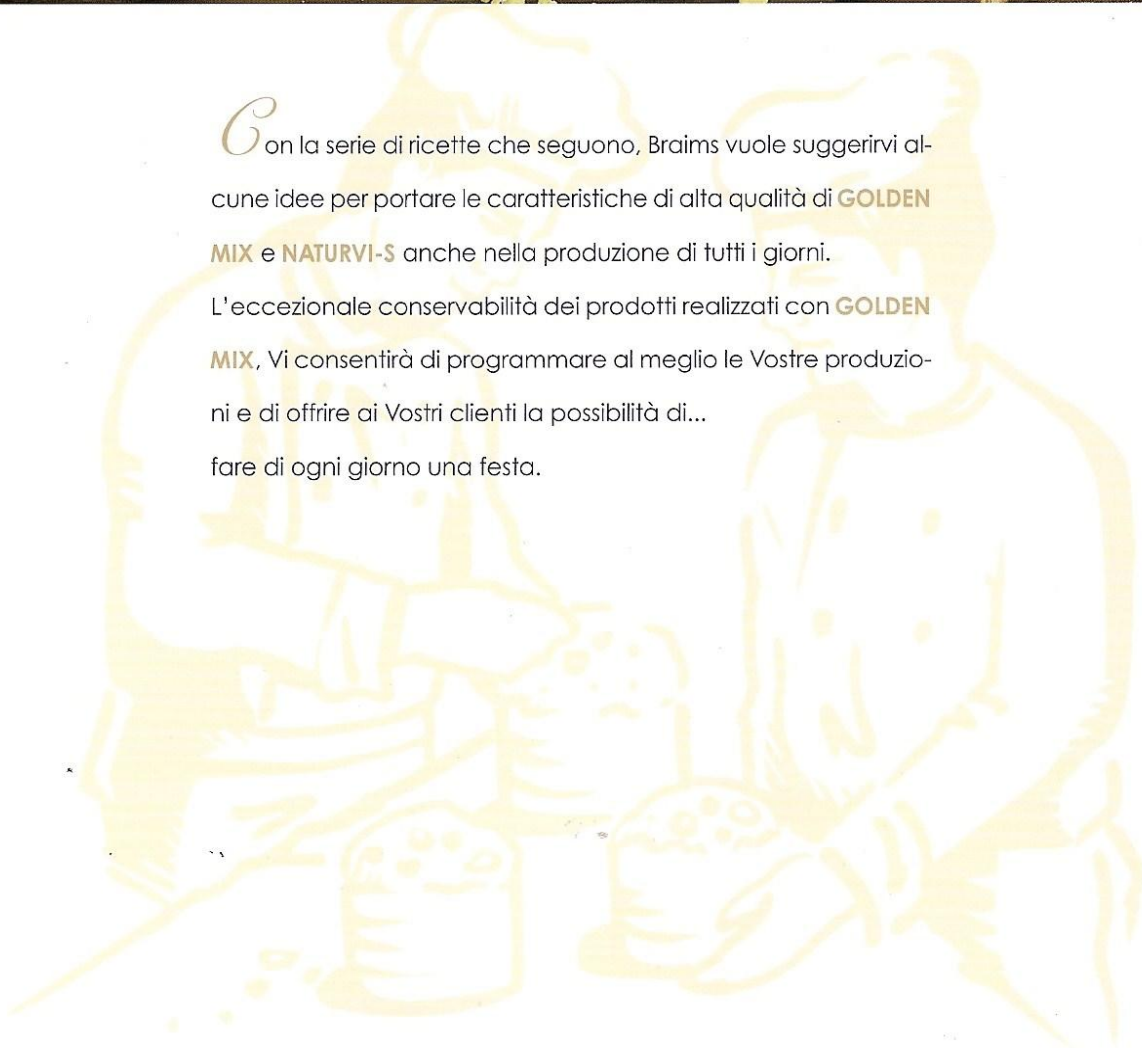 Con la serie di ricette che seguono, Braims vuole suggerirvi al-
cune idee per portare le caratteristiche di alta qualità di GOLDEN
MIX e NATURVI-S anche nella produzione di tutti i giorni.
L'eccezionale conservabilità dei prodotti realizzati con GOLDEN
MIX, Vi consentirà di programmare al meglio le Vostre produzio-
ni e di offrire ai Vostri clienti la possibilità di...
fare di ogni giorno una festa.